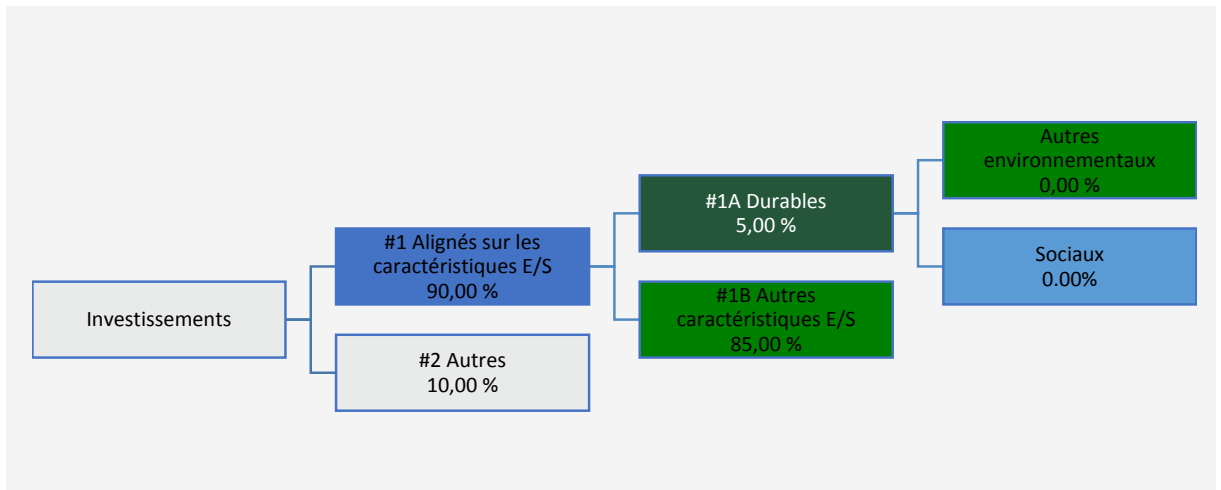 Investissements
#1 Alignés sur les
caractéristiques E/S
90,00 %
#2 Autres
10,00 %
#1A Durables
5,00 %
#1B Autres
caractéristiques E/S
85,00 %
Autres
environnementaux
0,00 %
Sociaux
0.00%